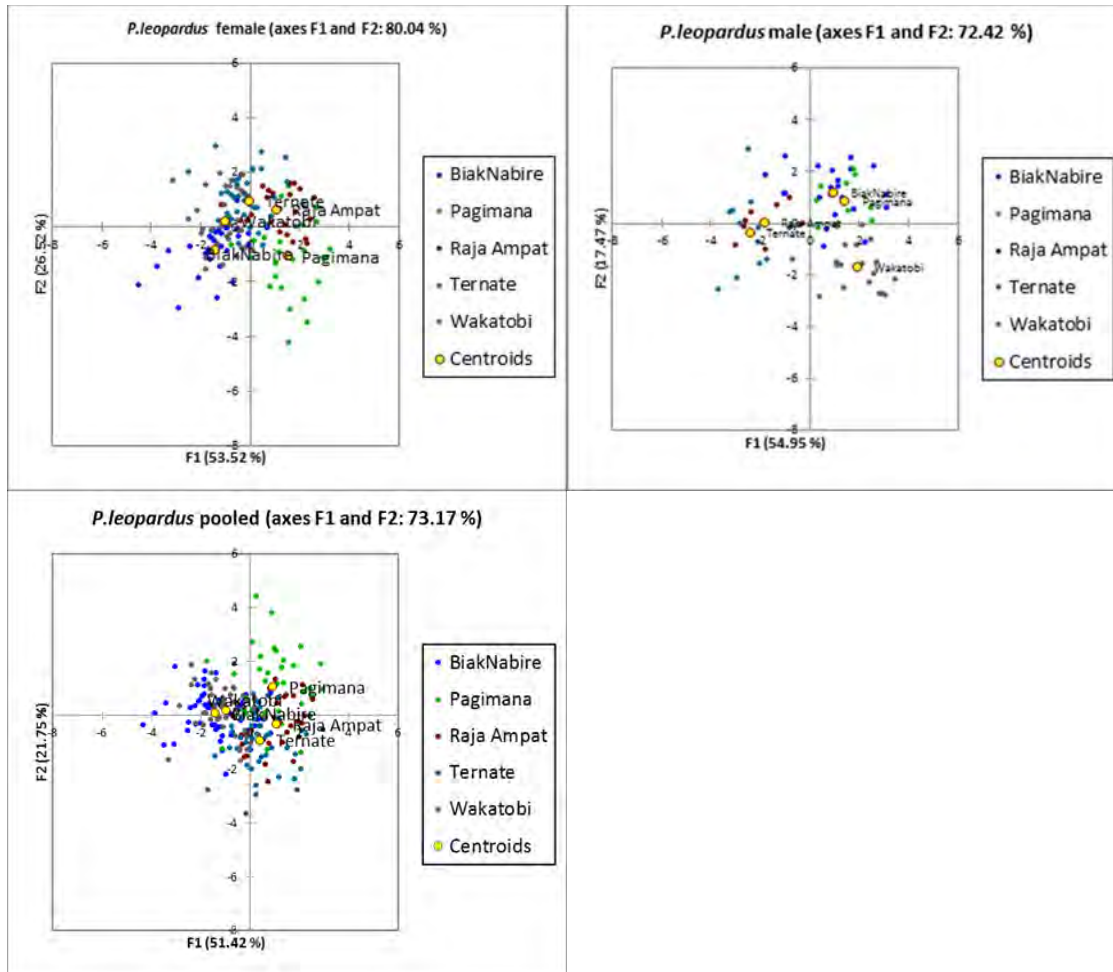 P.leopardus female (axes F1 and F2: 80.04 %)
6
4
2
0
-8 -6 -4 -2 0 2 4 6
-2
-4
-6
-8
F2 (26.52 %)
F1 (53.52 %)
Ternate
Raja Ampat
Wakatobi
BiakNabire
Pagimana
BiakNabire
Pagimana
Raja Ampat
Ternate
Wakatobi
Centroids
P.leopardus male (axes F1 and F2: 72.42 %)
6
4
2
0
-8 -6 -4 -2 0 2 4 6
-2
-4
-6
-8
F2 (17.47 %)
F1 (54.95 %)
BiakNabire
Pagimana
Raja Ampat
Ternate
Wakatobi
BiakNabire
Pagimana
Raja Ampat
Ternate
Wakatobi
Centroids
P.leopardus pooled (axes F1 and F2: 73.17 %)
6
4
2
0
-8 -6 -4 -2 0 2 4 6
-2
-4
-6
-8
F2 (21.75 %)
F1 (51.42 %)
Pagimana
Wakatobi
BiakNabire
Raja Ampat
Ternate
BiakNabire
Pagimana
Raja Ampat
Ternate
Wakatobi
Centroids